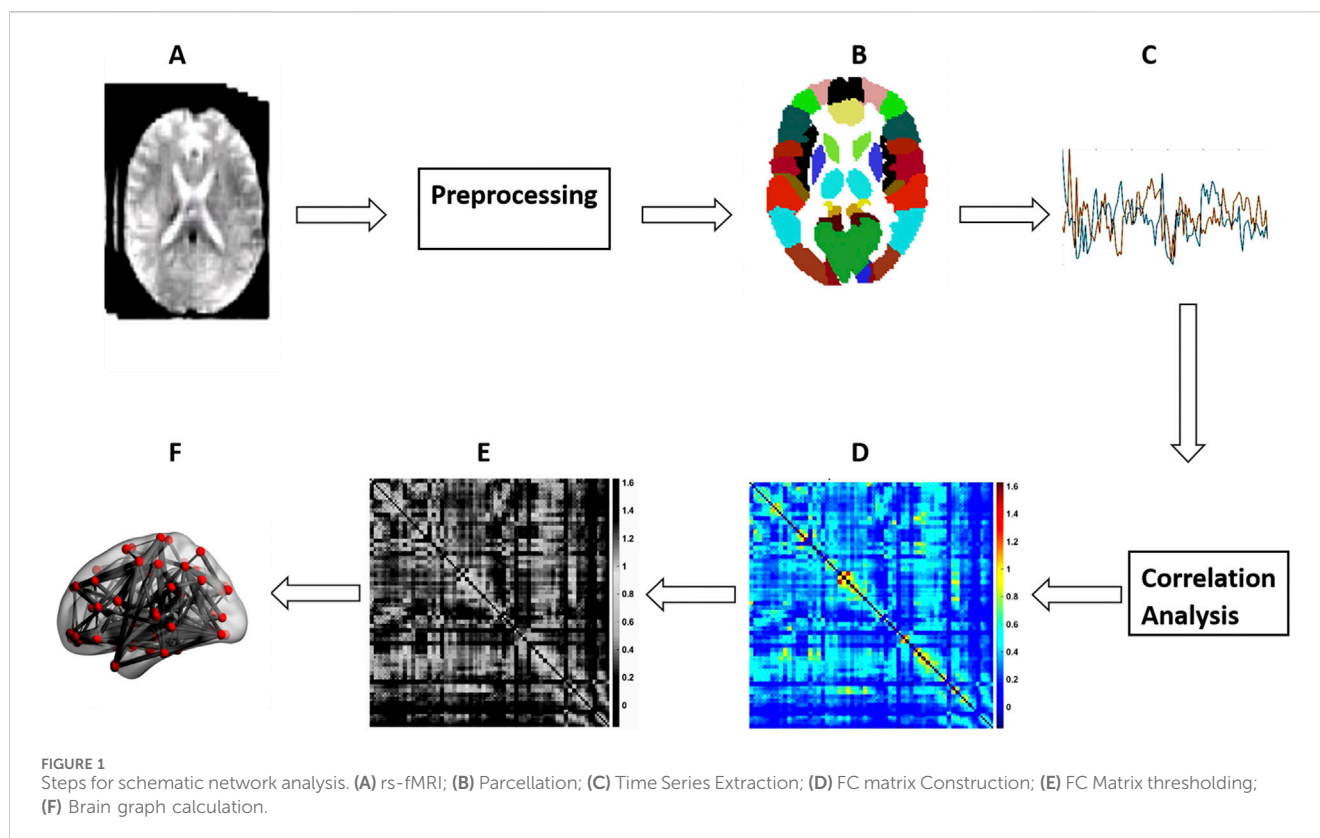 A
B
C
Preprocessing
F
E
D
1.6
1.4
1.2
1
0.8
0.6
0.4
0.2
0
1.6
1.4
1.2
1
0.8
0.6
0.4
0.2
0
Correlation
Analysis
FIGURE 1
Steps for schematic network analysis. (A) rs-fMRI; (B) Parcellation; (C) Time Series Extraction; (D) FC matrix Construction; (E) FC Matrix thresholding;
(F) Brain graph calculation.